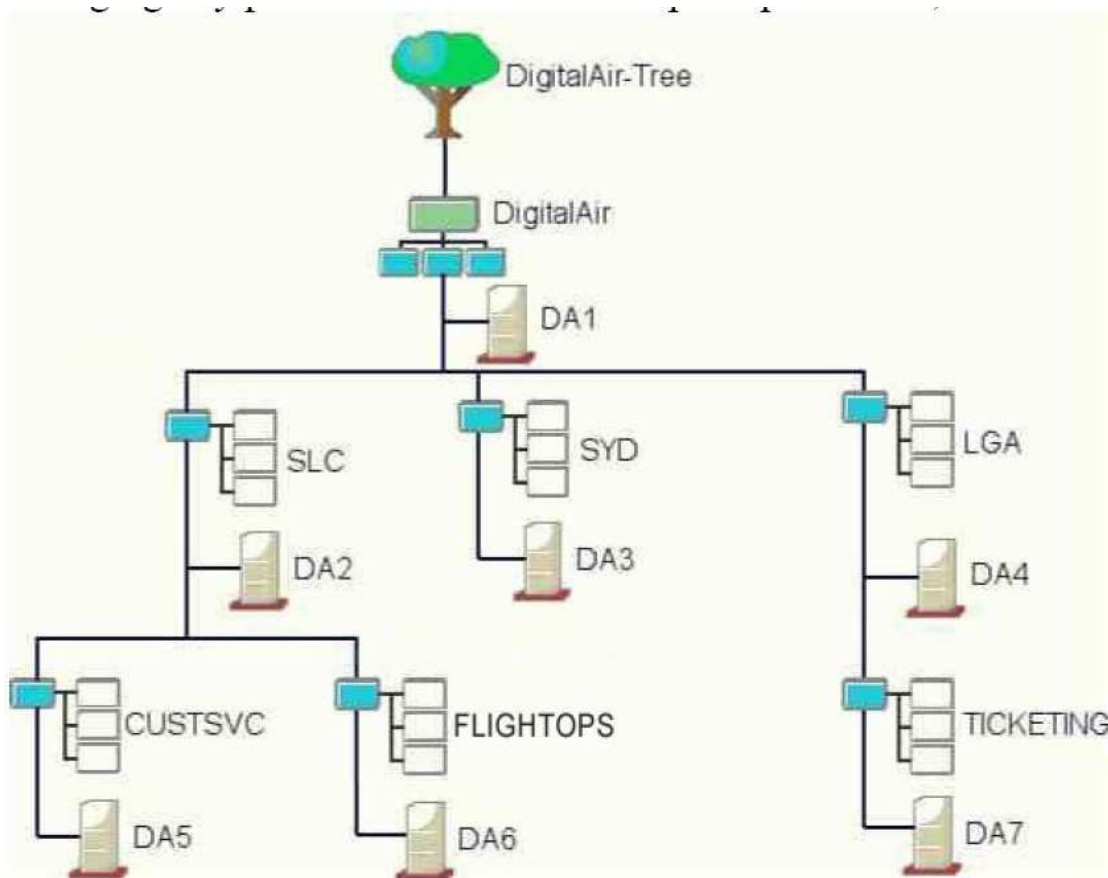 DigitalAir-Tree
DigitalAir
DA1
SLC
SYD
LGA
DA2
DA3
DA4
CUSTSVC
FLIGHTOPS
TICKETING
DA5
DA6
DA7